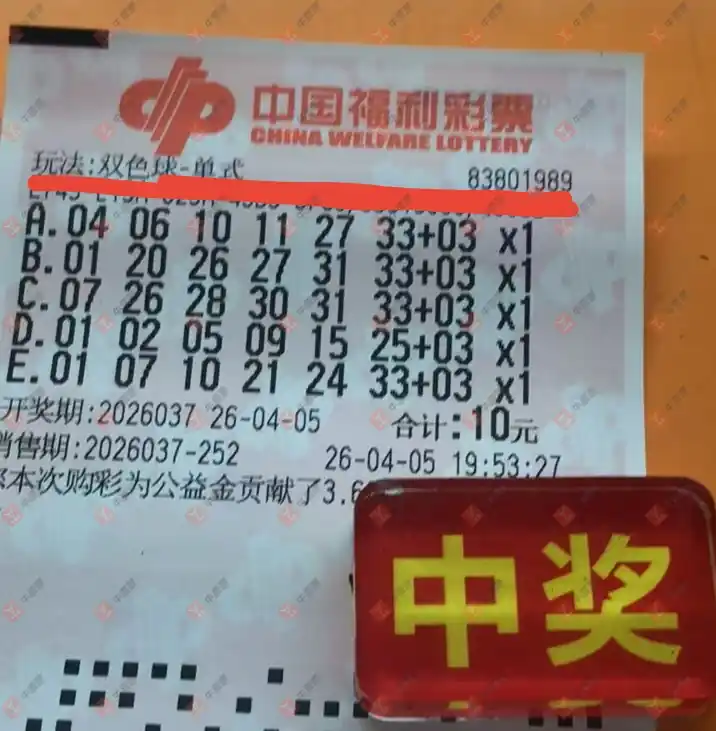 中国福利彩票
CHINA WELFARE LOTTERY
玩法:双色球-单式 83801989
A.04 06 10 11 27 33+03 x1
B.01 20 26 27 31 33+03 x1
C.07 26 28 30 31 33+03 x1
D.01 02 05 09 15 25+03 x1
E.01 07 10 21 24 33+03 x1
开奖期:2026037 26-04-05 合计:10元
销售期:2026037-252 26-04-05 19:53:27
本次购彩为公益金贡献了3.6
中奖